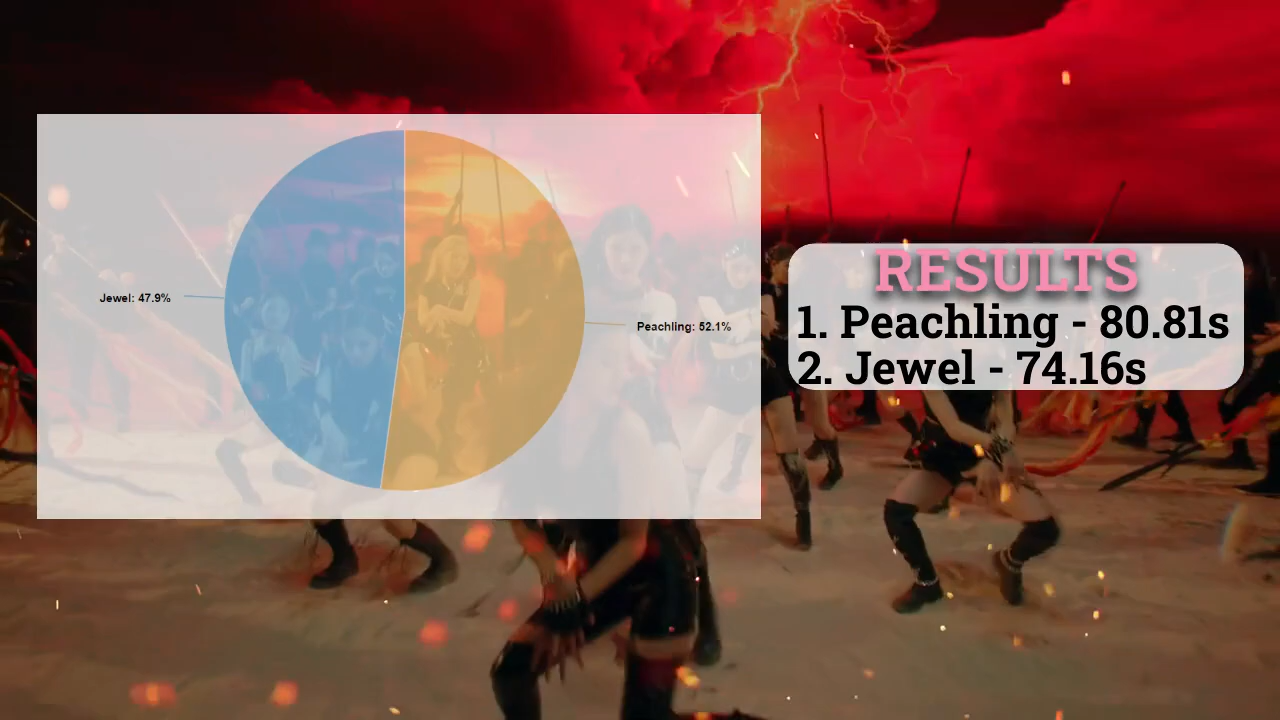 Jewel: 47.9%
Peachling: 52.1%
RESULTS
1. Peachling - 80.81s
2. Jewel - 74.16s